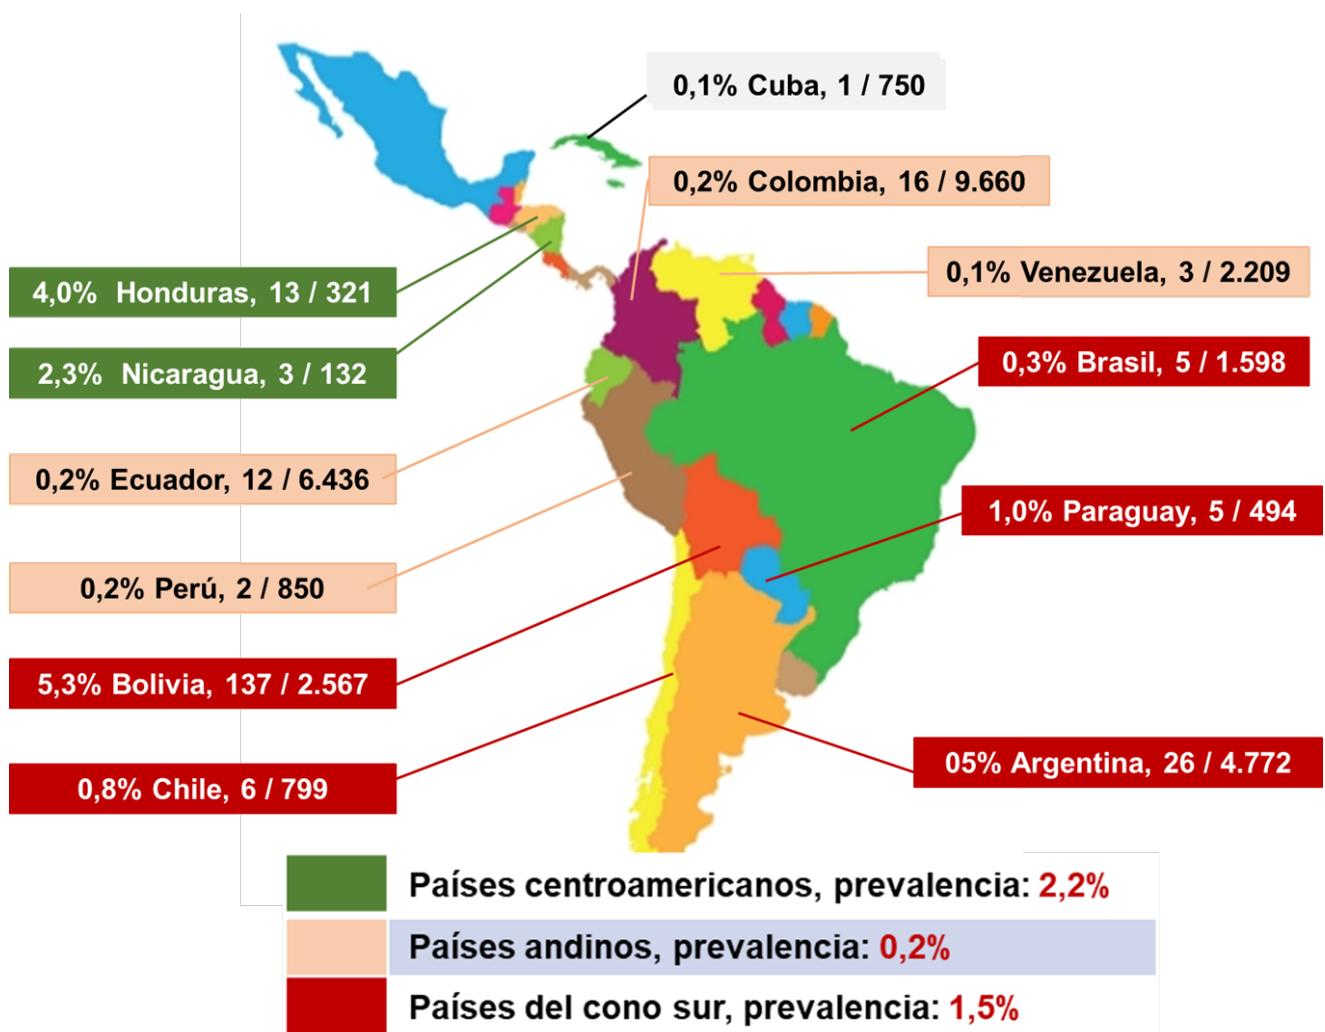 0,1% Cuba, 1 / 750
0,2% Colombia, 16 / 9.660
0,1% Venezuela, 3 / 2.209
4,0% Honduras, 13 / 321
0,3% Brasil, 5 / 1.598
2,3% Nicaragua, 3 / 132
0,2% Ecuador, 12 / 6.436
1,0% Paraguay, 5 / 494
0,2% Perú, 2 / 850
5,3% Bolivia, 137 / 2.567
05% Argentina, 26 / 4.772
0,8% Chile, 6 / 799
Países centroamericanos, prevalencia: 2,2%
Países andinos, prevalencia: 0,2%
Países del cono sur, prevalencia: 1,5%